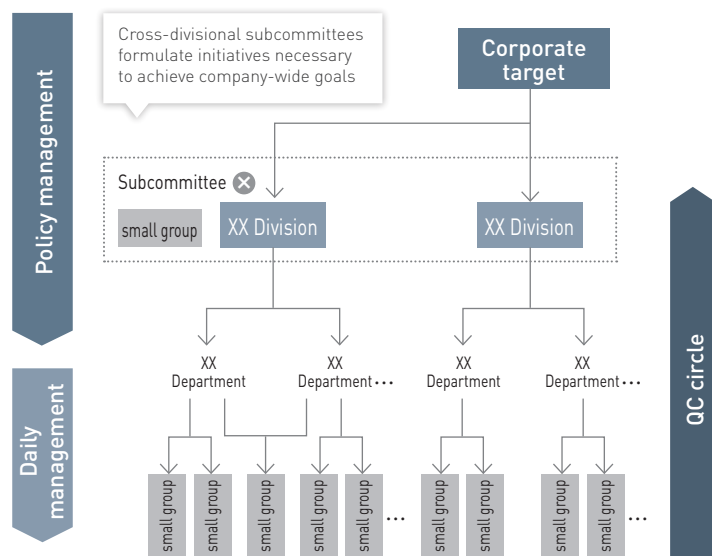 Cross-divisional subcommittees
formulate initiatives necessary
to achieve company-wide goals
Corporate
target
Policy management
Subcommittee
small group
XX Division
XX Division
XX
Department
XX
Department...
XX
Department
XX
Department...
Daily
management
QC circle
small group
small group
small group
small group
small group
...
small group
small group
small group
small group
...